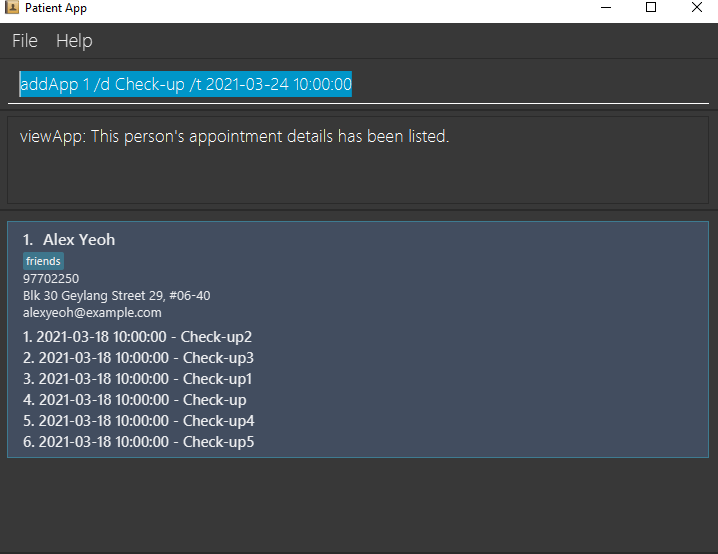 Patient App
File Help
addApp 1 /d Check-up /t 2021-03-24 10:00:00
viewApp: This person's appointment details has been listed.
1. Alex Yeoh
friends
97702250
Blk 30 Geylang Street 29, #06-40
alexyeoh@example.com
1. 2021-03-18 10:00:00 - Check-up2
2. 2021-03-18 10:00:00 - Check-up3
3. 2021-03-18 10:00:00 - Check-up1
4. 2021-03-18 10:00:00 - Check-up
5. 2021-03-18 10:00:00 - Check-up4
6. 2021-03-18 10:00:00 - Check-up5